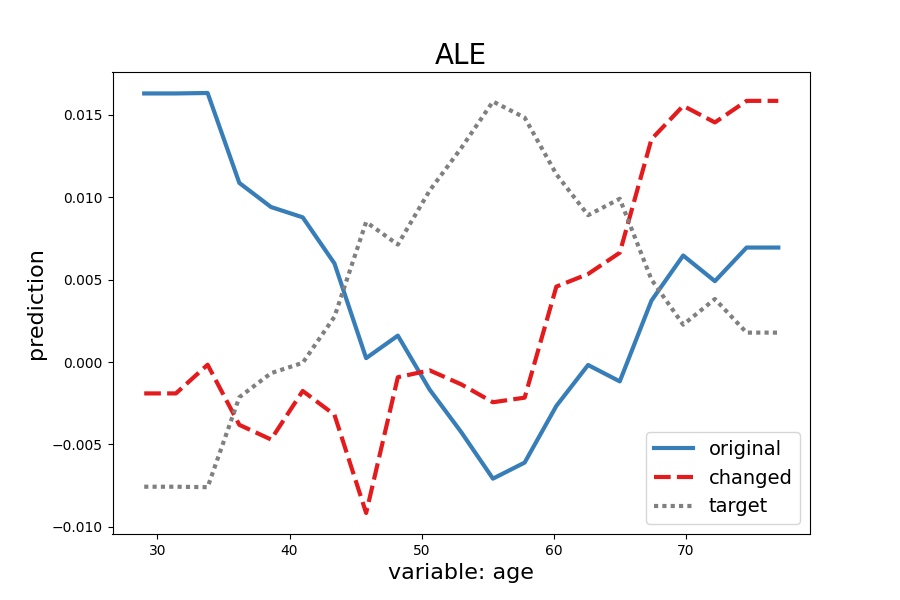 ALE
prediction
0.015
0.010
0.005
0.000
−0.005
−0.010
30 40 50 60 70
variable: age
original
changed
target